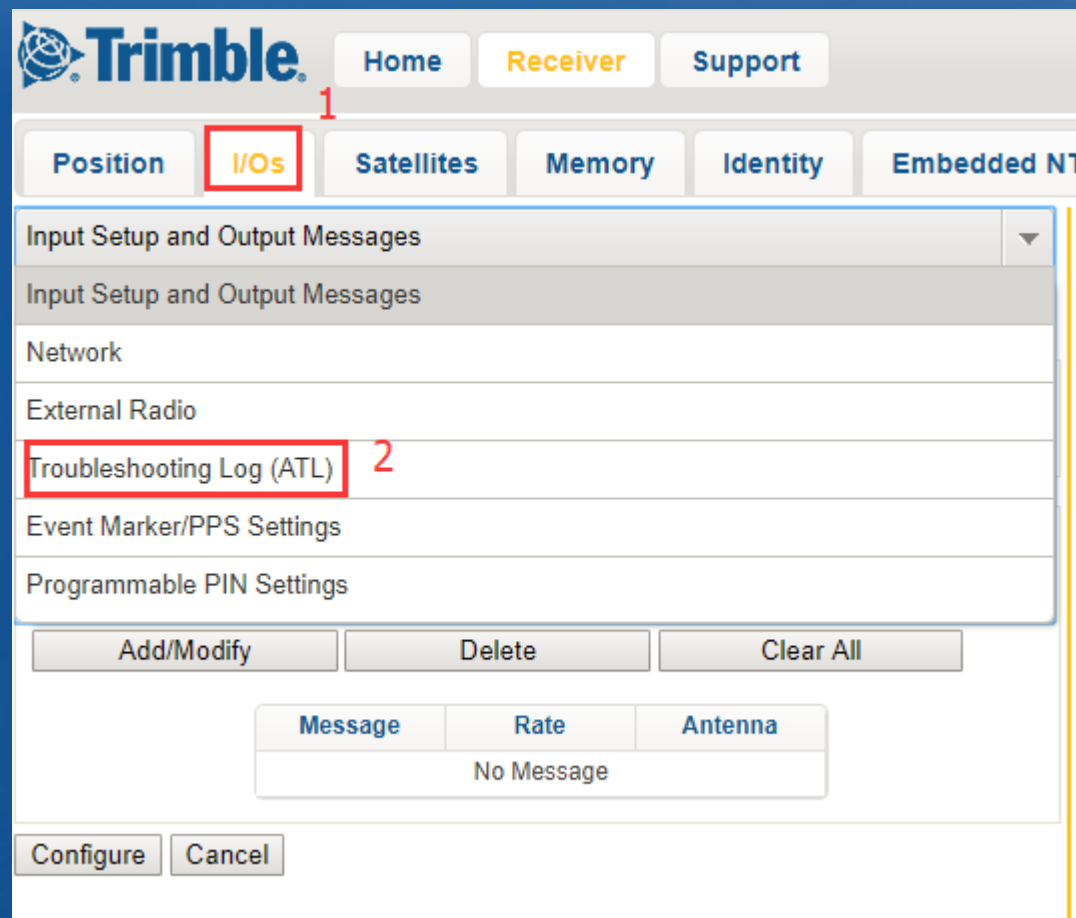 Trimble. Home Receiver Support
1
Position I/Os Satellites Memory Identity Embedded NT
Input Setup and Output Messages
Input Setup and Output Messages
Network
External Radio
Troubleshooting Log (ATL) 2
Event Marker/PPS Settings
Programmable PIN Settings
Add/Modify Delete Clear All
Message Rate Antenna
No Message
Configure Cancel